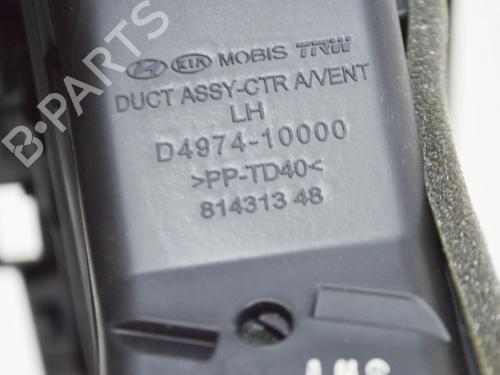 KIA MOBIS TRW
DUCT ASSY-CTR A/VENT
LH
D4974-10000
>PP-TD40<
814313 48
B-PARTS